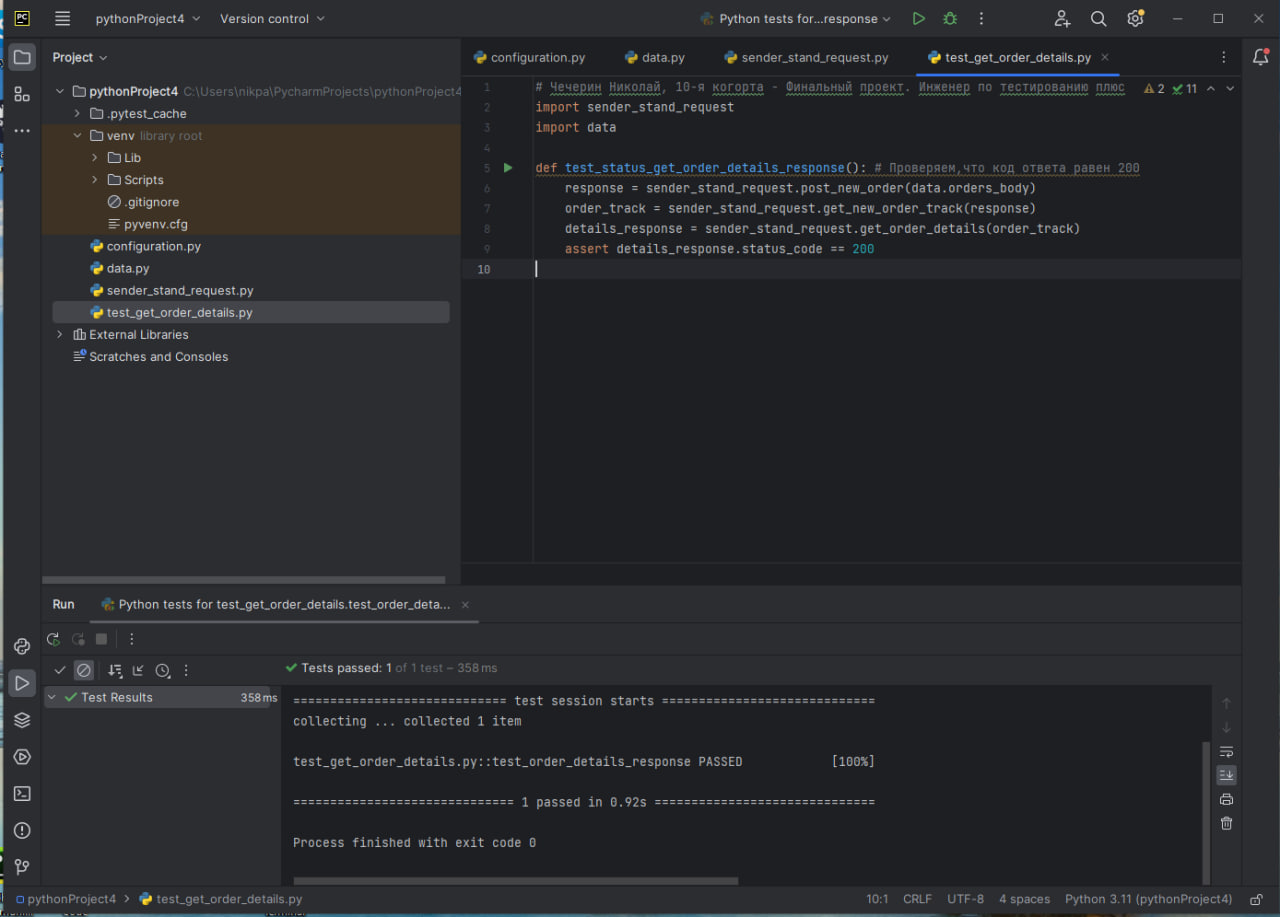 PC
pythonProject4
Version control
Python tests for...response
Project
configuration.py
data.py
sender_stand_request.py
test_get_order_details.py
pythonProject4 C:\Users\nikpa\PycharmProjects\pythonProject4
.pytest_cache
venv library root
Lib
Scripts
.gitignore
pyvenv.cfg
configuration.py
data.py
sender_stand_request.py
test_get_order_details.py
External Libraries
Scratches and Consoles
1 # Чечерин Николай, 10-я когорта - Финальный проект. Инженер по тестированию плюс
2 11
2 import sender_stand_request
3 import data
4
5 def test_status_get_order_details_response(): # Проверяем,что код ответа равен 200
6 response = sender_stand_request.post_new_order(data.orders_body)
7 order_track = sender_stand_request.get_new_order_track(response)
8 details_response = sender_stand_request.get_order_details(order_track)
9 assert details_response.status_code == 200
10
Run
Python tests for test_get_order_details.test_order_deta...
Tests passed: 1 of 1 test – 358 ms
Test Results 358 ms
============================= test session starts =============================
collecting ... collected 1 item
test_get_order_details.py::test_order_details_response PASSED [100%]
============================== 1 passed in 0.92s ==============================
Process finished with exit code 0
pythonProject4 > test_get_order_details.py
10:1 CRLF UTF-8 4 spaces Python 3.11 (pythonProject4)